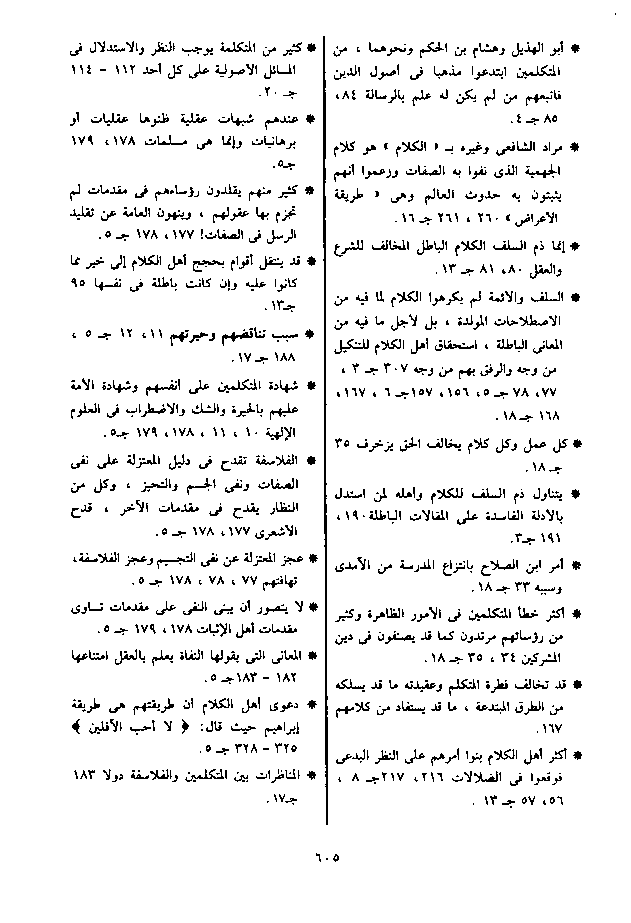 * أبو الهذيل وهشام بن الحكم ونحوهما ، من
المتكلمين ابتدعوا مذهبا فى أصول الدين
فاتبعهم من لم يكن له علم بالرسالة ٨٤،
٨٥ جـ ٤.
* مراد الشافعى وغيره بـ « الكلام » هو كلام
الجهمية الذى نفوا به الصفات وزعموا أنهم
يثبتون به حدوث العالم وهى « طريقة
الأعراض » ٢٦٠ ، ٢٦١ جـ ١٦.
* إنما ذم السلف الكلام الباطل المخالف للشرع
والعقل ٨٠، ٨١ جـ ١٣.
* السلف والأئمة لم يكرهوا الكلام لما فيه من
الاصطلاحات المولدة ، بل لأجل ما فيه من
المعانى الباطلة ، استحقاق أهل الكلام للتنكيل
من وجه والرفق بهم من وجه ٣٠٧ جـ ٣ ،
٧٧، ٧٨ جـ ٥، ١٥٦، ١٥٧جـ ٦ ، ١٦٧،
١٦٨ جـ ١٨.
* كل عمل وكل كلام يخالف الحق يزخرف ٣٥
جـ ١٨.
* يتناول ذم السلف للكلام وأهله لمن استدل
بالأدلة الفاسدة على المقالات الباطلة ١٩٠،
١٩١ جـ٣.
* أمر ابن الصلاح بانتزاع المدرسة من الآمدى
وسببه ٣٣ جـ ١٨.
* أكثر خطأ المتكلمين فى الأمور الظاهرة وكثير
من رؤسائهم مرتدون كما قد يصنفون فى دين
المشركين ٣٤ ، ٣٥ جـ ١٨.
* قد تخالف فطرة المتكلم وعقيدته ما قد يسلكه
من الطرق المبتدعة ، ما قد يستفاد من كلامهم
١٦٧.
* أكثر أهل الكلام بنوا أمرهم على النظر البدعى
فوقعوا فى الضلالات ٢١٦، ٢١٧جـ ٨ ،
٥٦، ٥٧ جـ ١٣ .
* كثير من المتكلمة يوجب النظر والاستدلال فى
المسائل الأصولية على كل أحد ١١٢ - ١١٤
جـ ٢٠.
* عندهم شبهات عقلية ظنوها عقليات أو
برهانيات وإنما هى مسلمات ١٧٨، ١٧٩
جـ٥.
* كثير منهم يقلدون رؤساءهم فى مقدمات لم
تجزم بها عقولهم ، وينهون العامة عن تقليد
الرسل فى الصفات! ١٧٧، ١٧٨ جـ ٥.
* قد ينتقل أقوام بحجج أهل الكلام إلى خير مما
كانوا عليه وإن كانت باطلة فى نفسها ٩٥
جـ١٣.
* سبب تناقضهم وحيرتهم ١١، ١٢ جـ ٥ ،
١٨٨ جـ ١٧.
* شهادة المتكلمين على أنفسهم وشهادة الأمة
عليهم بالحيرة والشك والاضطراب فى العلوم
الإلهية ١٠ ، ١١ ، ١٧٨، ١٧٩ جـ٥.
* الفلاسفة تقدح فى دليل المعتزلة على نفى
الصفات ونفى الجسم والتحيز ، وكل من
النظار يقدح فى مقدمات الآخر ، قدح
الأشعرى ١٧٧، ١٧٨ جـ ٥.
* عجز المعتزلة عن نفى التجسيم وعجز الفلاسفة،
تهافتهم ٧٧ ، ٧٨ ، ١٧٨ جـ ٥.
* لا يتصور أن يبنى النفى على مقدمات تساوى
مقدمات أهل الإثبات ١٧٨، ١٧٩ جـ ٥.
* المعانى التى يقولها النفاة يعلم بالعقل امتناعها
١٨٢ - ١٨٣جـ ٥.
* دعوى أهل الكلام أن طريقتهم هى طريقة
إبراهيم حيث قال: ﴿ لا أحب الآفلين ﴾
٣٢٥ - ٣٢٨ جـ ٥.
* المناظرات بين المتكلمين والفلاسفة دولا ١٨٣
جـ١٧.
٦٠٥